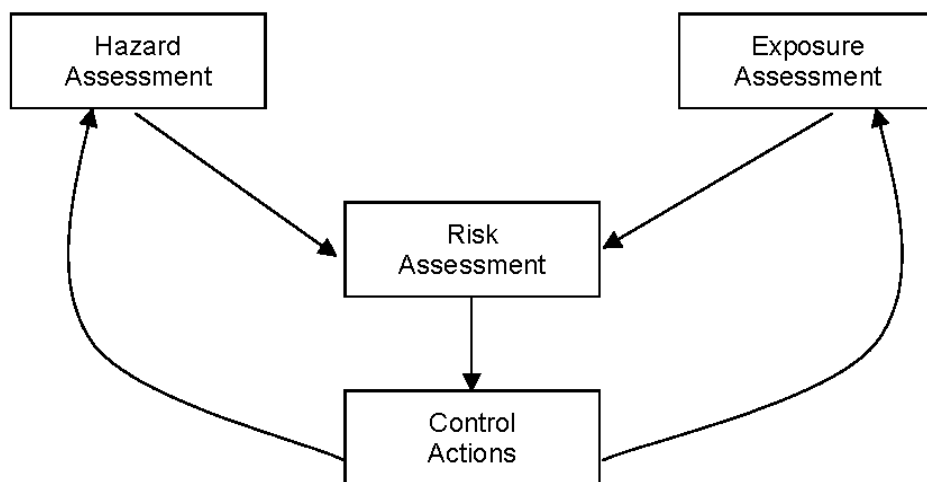 Hazard
Assessment
Exposure
Assessment
Risk
Assessment
Control
Actions